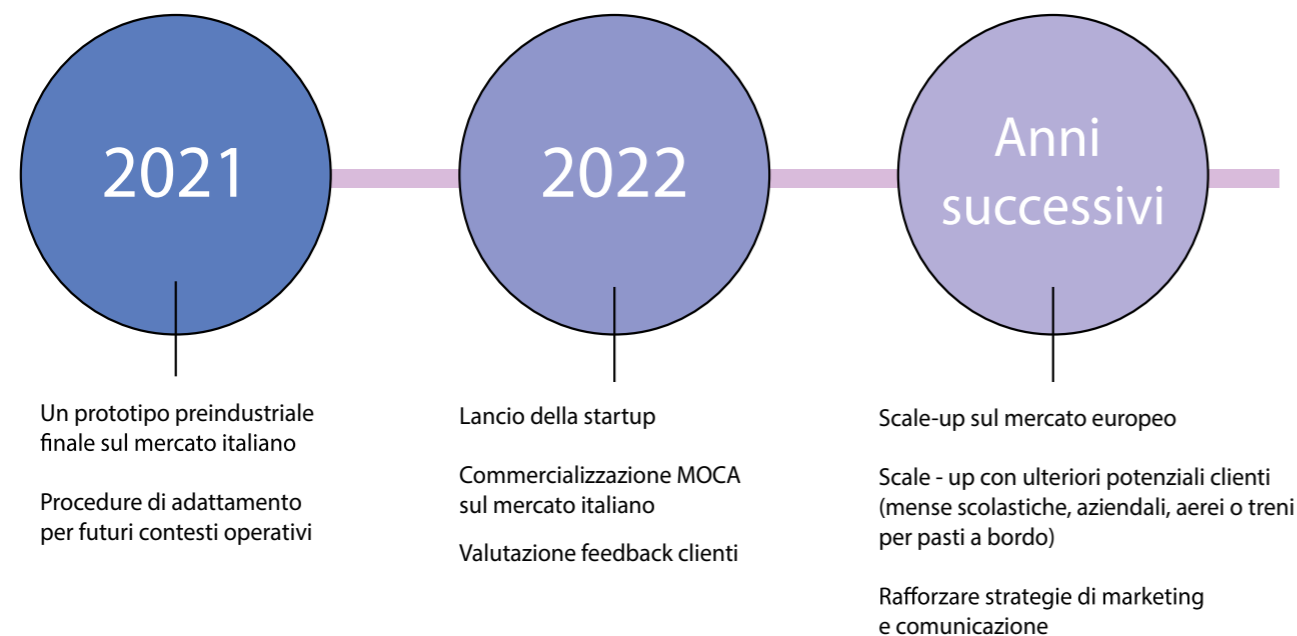 2021
Un prototipo preindustriale
finale sul mercato italiano
Procedure di adattamento
per futuri contesti operativi
2022
Lancio della startup
Commercializzazione MOCA
sul mercato italiano
Valutazione feedback clienti
Anni
successivi
Scale-up sul mercato europeo
Scale - up con ulteriori potenziali clienti
(mense scolastiche, aziendali, aerei o treni
per pasti a bordo)
Rafforzare strategie di marketing
e comunicazione